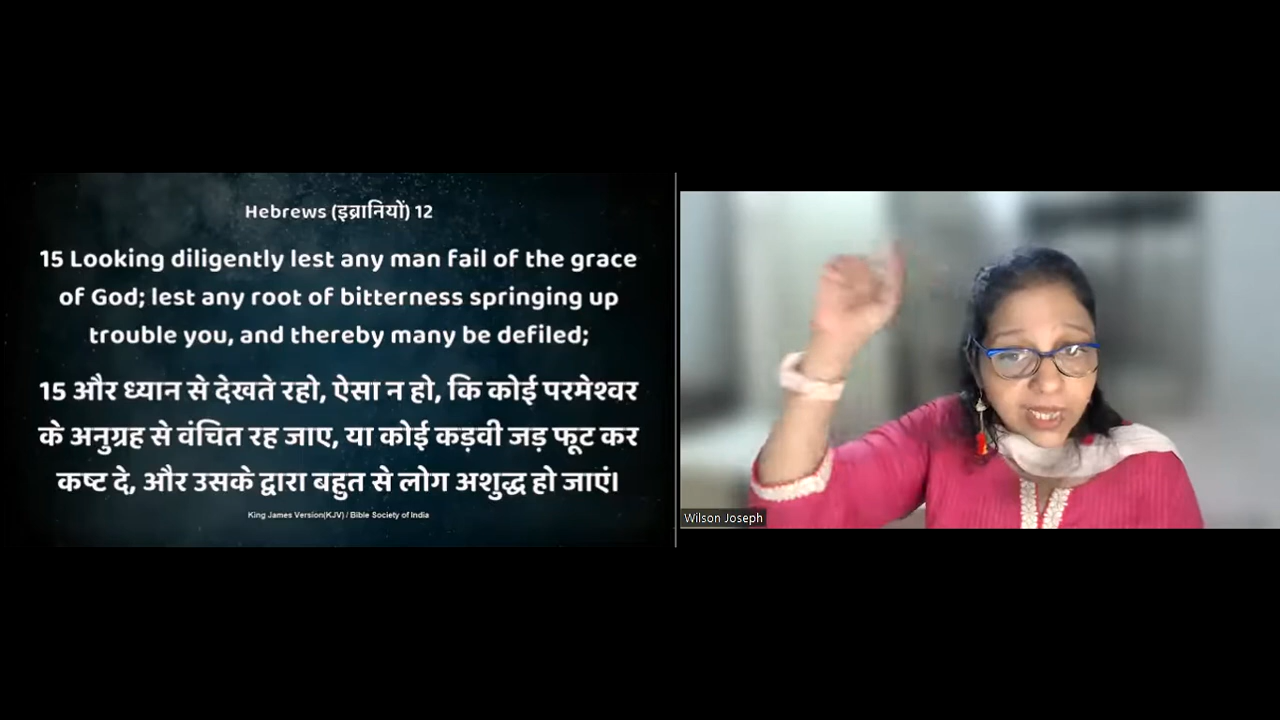 Hebrews (इब्रानियों) 12
15 Looking diligently lest any man fail of the grace
of God; lest any root of bitterness springing up
trouble you, and thereby many be defiled;
15 और ध्यान से देखते रहो, ऐसा न हो, कि कोई परमेश्वर
के अनुग्रह से वंचित रह जाए, या कोई कड़वी जड़ फूट कर
कष्ट दे, और उसके द्वारा बहुत से लोग अशुद्ध हो जाएं।
King James Version(KJV) / Bible Society of India
Wilson Joseph